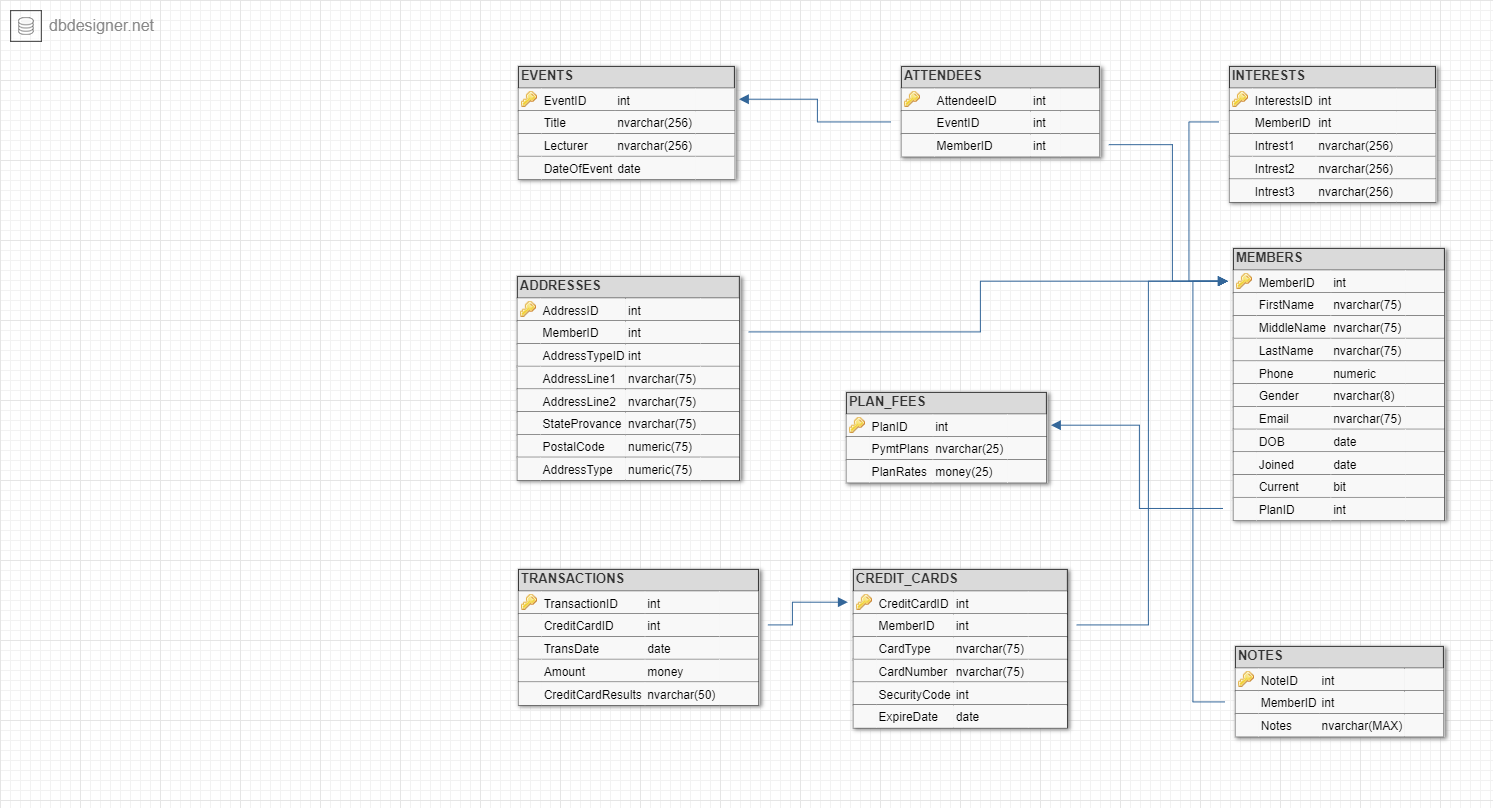 dbdesigner.net
EVENTS
EventID int
Title nvarchar(256)
Lecturer nvarchar(256)
DateOfEvent date
ATTENDEES
AttendeeID int
EventID int
MemberID int
INTERESTS
InterestsID int
MemberID int
Intrest1 nvarchar(256)
Intrest2 nvarchar(256)
Intrest3 nvarchar(256)
ADDRESSES
AddressID int
MemberID int
AddressTypeID int
AddressLine1 nvarchar(75)
AddressLine2 nvarchar(75)
StateProvance nvarchar(75)
PostalCode numeric(75)
AddressType numeric(75)
PLAN_FEES
PlanID int
PymtPlans nvarchar(25)
PlanRates money(25)
MEMBERS
MemberID int
FirstName nvarchar(75)
MiddleName nvarchar(75)
LastName nvarchar(75)
Phone numeric
Gender nvarchar(8)
Email nvarchar(75)
DOB date
Joined date
Current bit
PlanID int
TRANSACTIONS
TransactionID int
CreditCardID int
TransDate date
Amount money
CreditCardResults nvarchar(50)
CREDIT_CARDS
CreditCardID int
MemberID int
CardType nvarchar(75)
CardNumber nvarchar(75)
SecurityCode int
ExpireDate date
NOTES
NoteID int
MemberID int
Notes nvarchar(MAX)